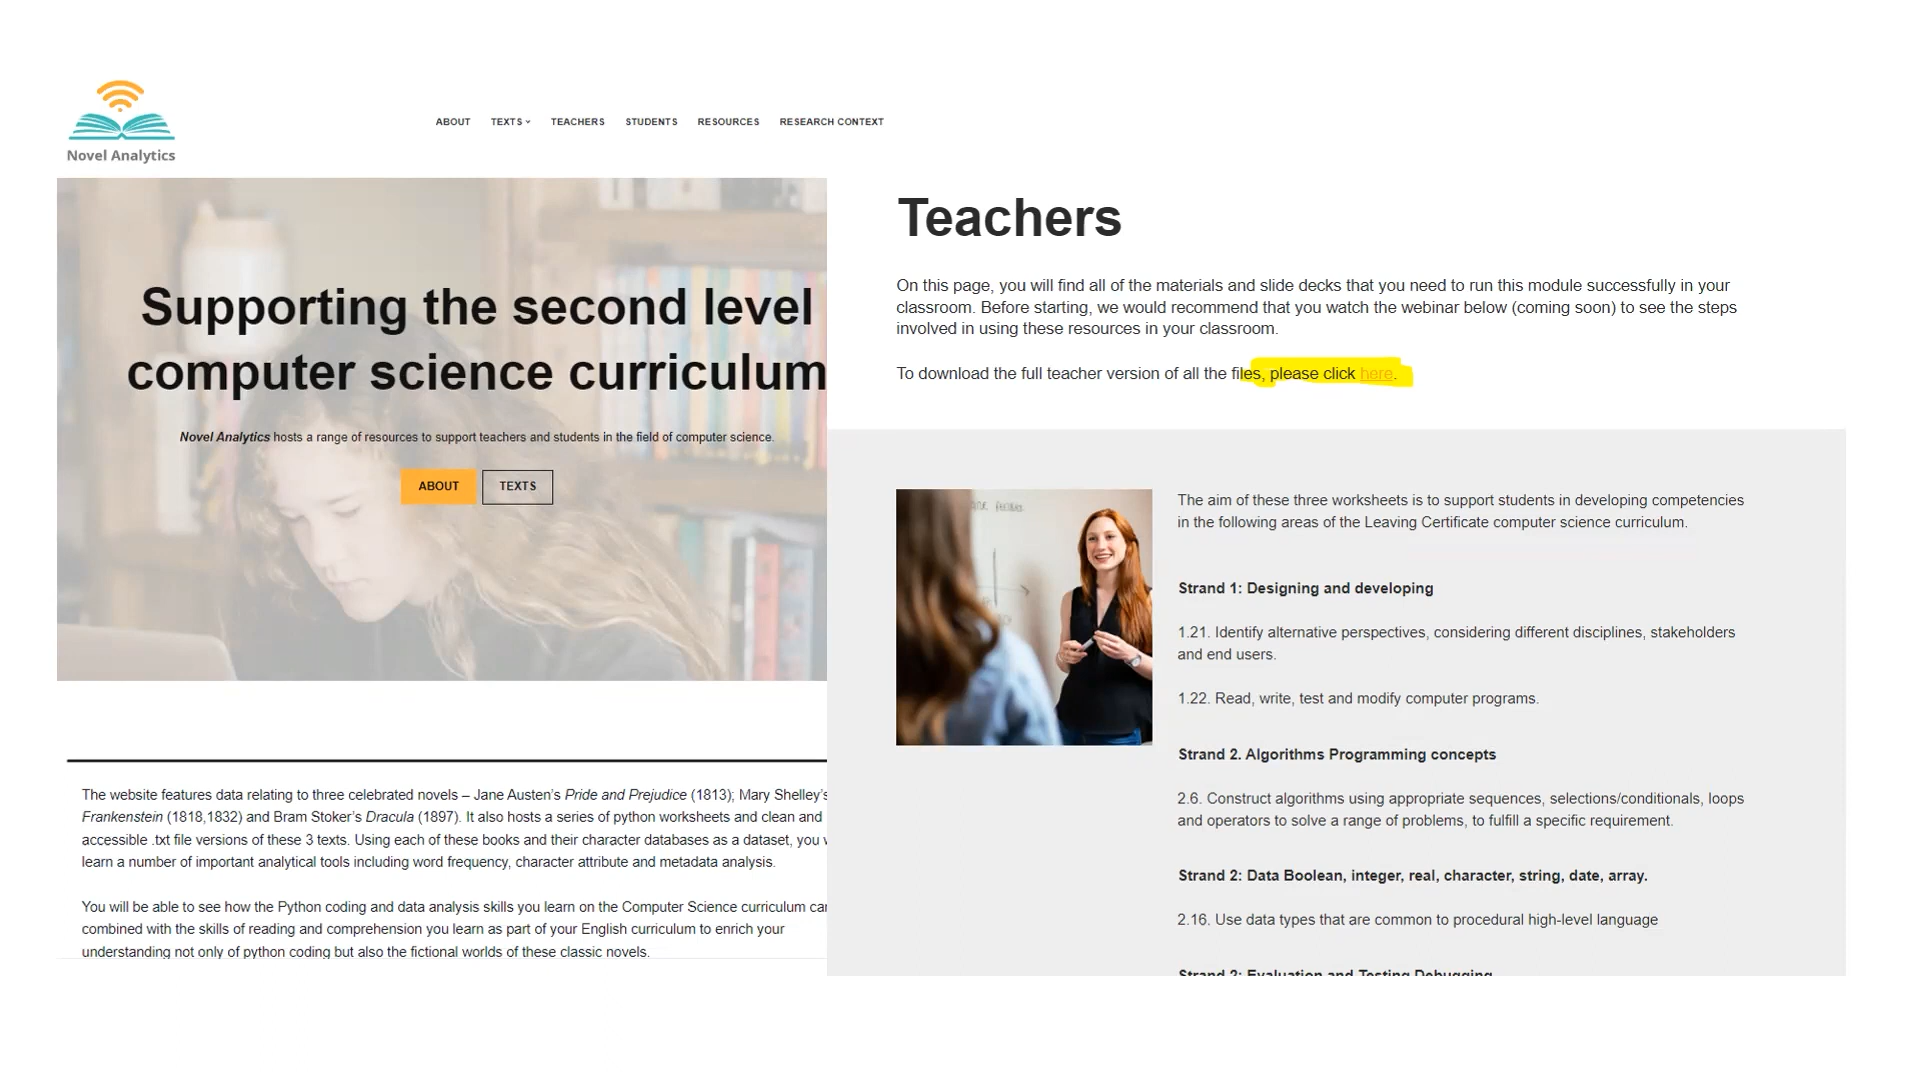 Novel Analytics
ABOUT TEXTS TEACHERS STUDENTS RESOURCES RESEARCH CONTEXT
Supporting the second level
computer science curriculum
Novel Analytics hosts a range of resources to support teachers and students in the field of computer science.
ABOUT TEXTS
The website features data relating to three celebrated novels – Jane Austen's Pride and Prejudice (1813); Mary Shelley's
Frankenstein (1818,1832) and Bram Stoker's Dracula (1897). It also hosts a series of python worksheets and clean and
accessible .txt file versions of these 3 texts. Using each of these books and their character databases as a dataset, you
learn a number of important analytical tools including word frequency, character attribute and metadata analysis.
You will be able to see how the Python coding and data analysis skills you learn on the Computer Science curriculum can
combined with the skills of reading and comprehension you learn as part of your English curriculum to enrich your
understanding not only of python coding but also the fictional worlds of these classic novels.
Teachers
On this page, you will find all of the materials and slide decks that you need to run this module successfully in your
classroom. Before starting, we would recommend that you watch the webinar below (coming soon) to see the steps
involved in using these resources in your classroom.
To download the full teacher version of all the files, please click here.
The aim of these three worksheets is to support students in developing competencies
in the following areas of the Leaving Certificate computer science curriculum.
Strand 1: Designing and developing
1.21. Identify alternative perspectives, considering different disciplines, stakeholders
and end users.
1.22. Read, write, test and modify computer programs.
Strand 2. Algorithms Programming concepts
2.6. Construct algorithms using appropriate sequences, selections/conditionals, loops
and operators to solve a range of problems, to fulfill a specific requirement.
Strand 2: Data Boolean, integer, real, character, string, date, array.
2.16. Use data types that are common to procedural high-level language
Strand 2: Evaluation and Testing Debugging